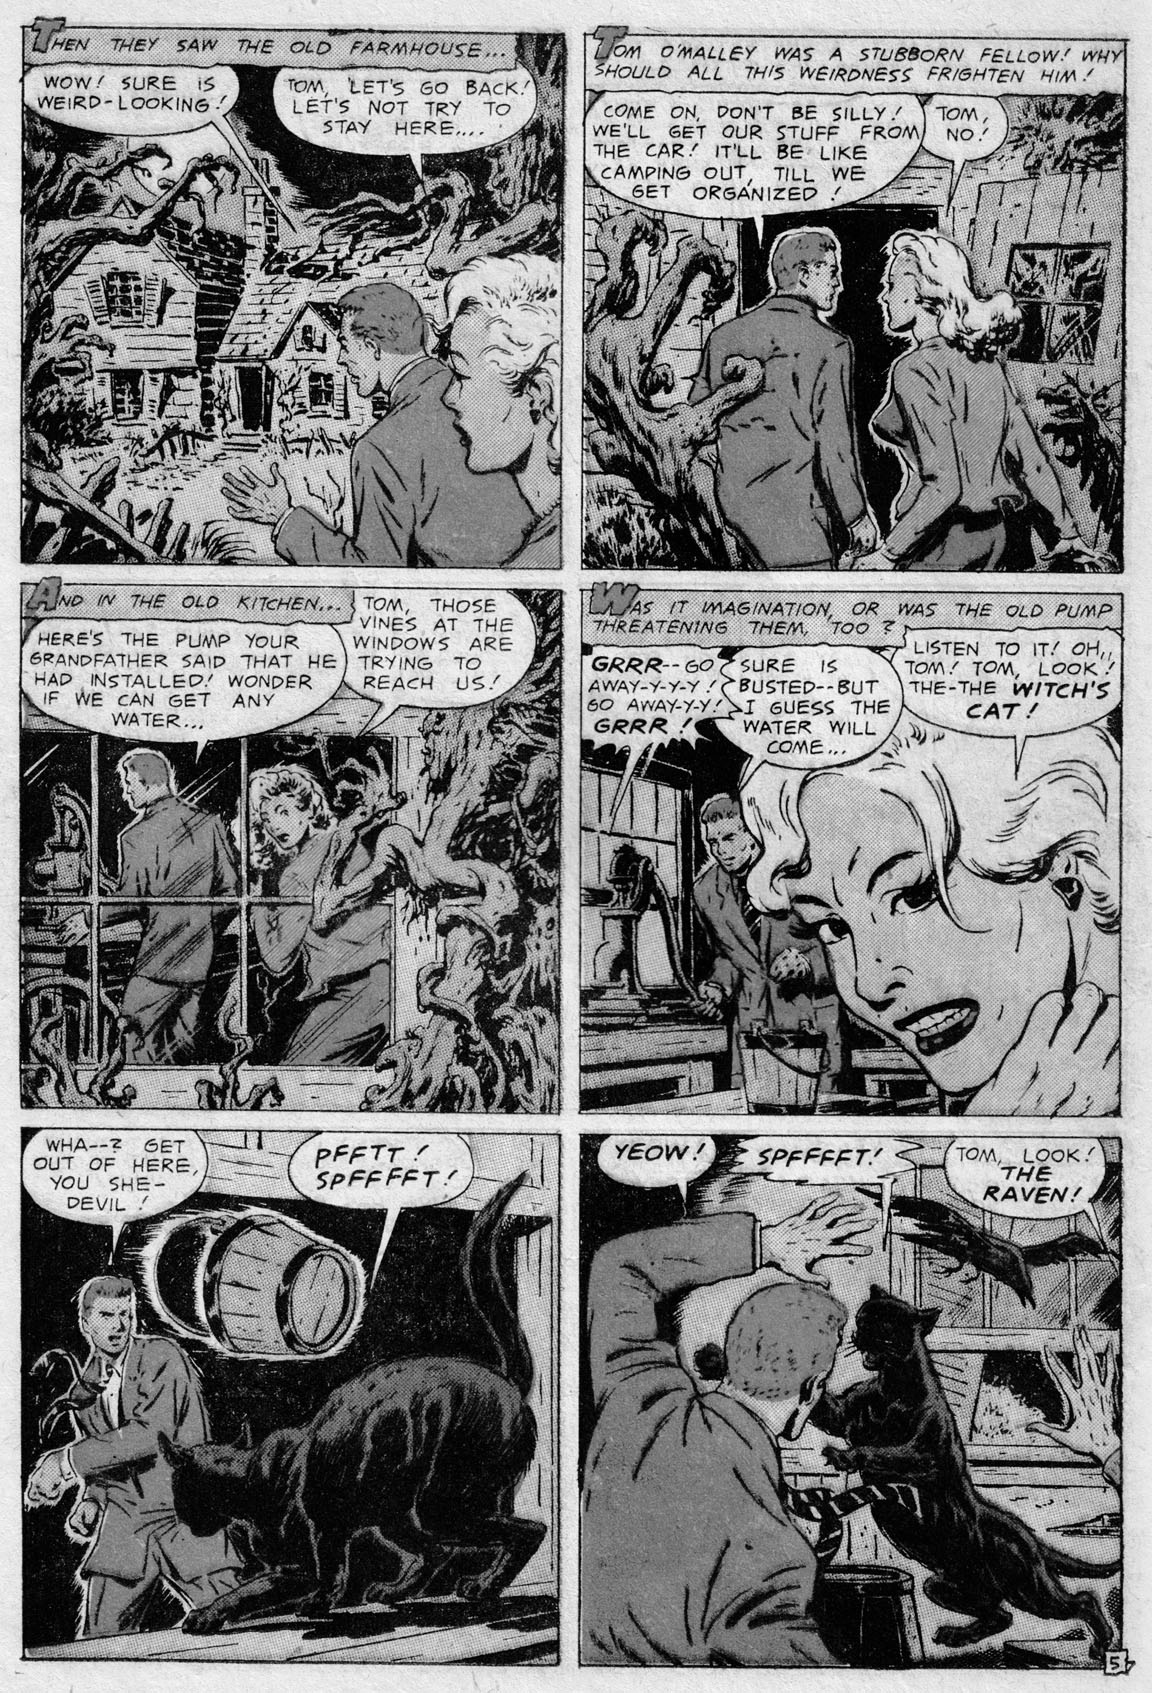 THEN THEY SAW THE OLD FARMHOUSE...
WOW! SURE IS
WEIRD-LOOKING!
TOM, LET'S GO BACK!
LET'S NOT TRY TO
STAY HERE....
TOM O'MALLEY WAS A STUBBORN FELLOW! WHY
SHOULD ALL THIS WEIRDNESS FRIGHTEN HIM!
COME ON, DON'T BE SILLY!
WE'LL GET OUR STUFF FROM
THE CAR! IT'LL BE LIKE
CAMPING OUT, TILL WE
GET ORGANIZED!
TOM,
NO!
AND IN THE OLD KITCHEN...
HERE'S THE PUMP YOUR
GRANDFATHER SAID THAT HE
HAD INSTALLED! WONDER
IF WE CAN GET ANY
WATER...
TOM, THOSE
VINES AT THE
WINDOWS ARE
TRYING TO
REACH US!
WAS IT IMAGINATION, OR WAS THE OLD PUMP
THREATENING THEM, TOO?
GRRR--GO
AWAY-Y-Y-Y!
GO AWAY-Y-Y!
GRRR!
SURE IS
BUSTED--BUT
I GUESS THE
WATER WILL
COME...
LISTEN TO IT! OH,
TOM! TOM, LOOK!
THE-THE WITCH'S
CAT!
WHA--? GET
OUT OF HERE,
YOU SHE-
DEVIL!
PFFTT!
SPFFFFT!
YEOW!
SPFFFFT!
TOM, LOOK!
THE
RAVEN!
5